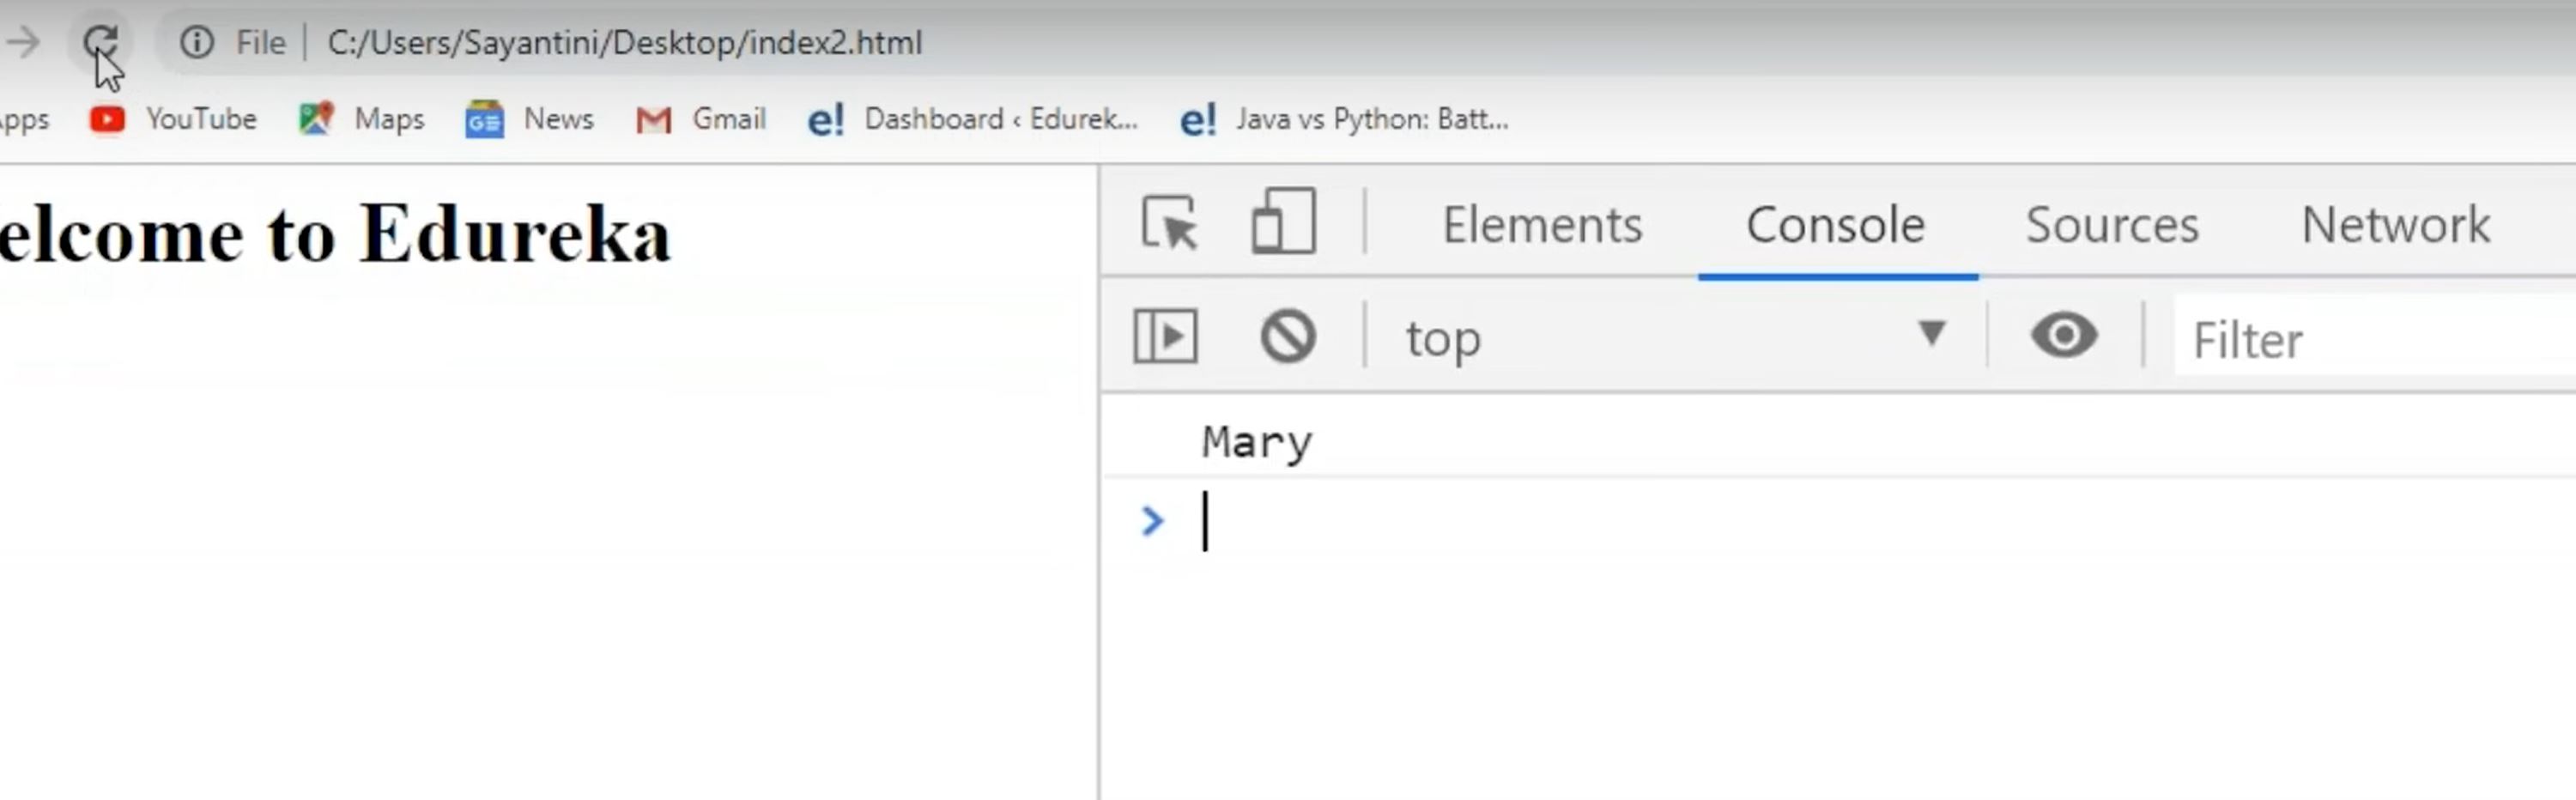 File | C:/Users/Sayantini/Desktop/index2.html
pps YouTube Maps GE News Gmail e! Dashboard ‹ Edurek... e! Java vs Python: Batt...
elcome to Edureka
Elements Console Sources Network
top Filter
Mary
>